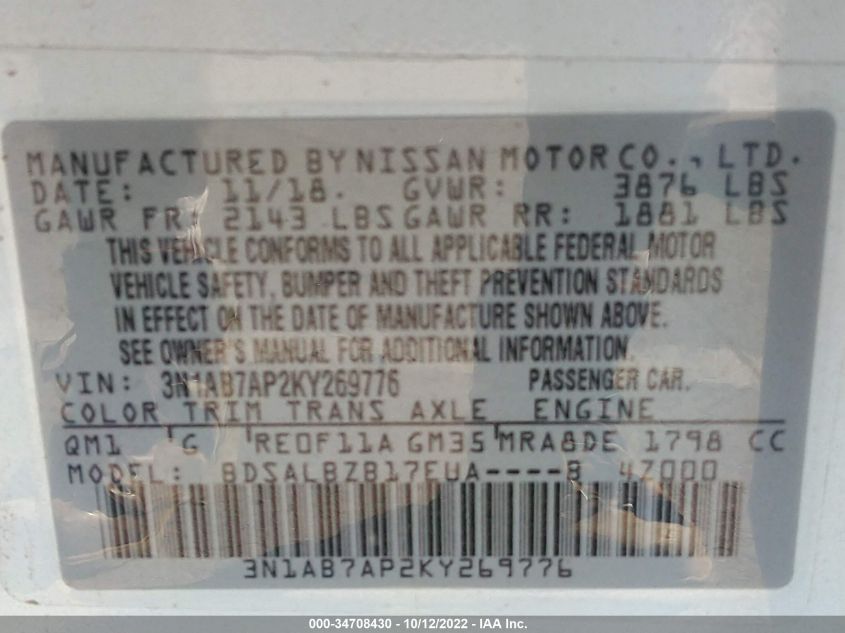 MANUFACTURED BY NISSAN MOTOR CO., LTD.
DATE: 11/18. GVWR: 3876 LBS
GAWR FR: 2143 LBS GAWR RR: 1881 LBS
THIS VEHICLE CONFORMS TO ALL APPLICABLE FEDERAL MOTOR
VEHICLE SAFETY, BUMPER AND THEFT PREVENTION STANDARDS
IN EFFECT ON THE DATE OF MANUFACTURE SHOWN ABOVE.
SEE OWNER'S MANUAL FOR ADDITIONAL INFORMATION.
VIN: 3N1AB7AP2KY269776 PASSENGER CAR.
COLOR TRIM TRANS AXLE ENGINE
QM1 G RE0F11A GM35 MRA8DE 1798 CC
MODEL: BDSALBZB17EUA----B 4Z000
3N1AB7AP2KY269776
000-34708430 - 10/12/2022 - IAA Inc.